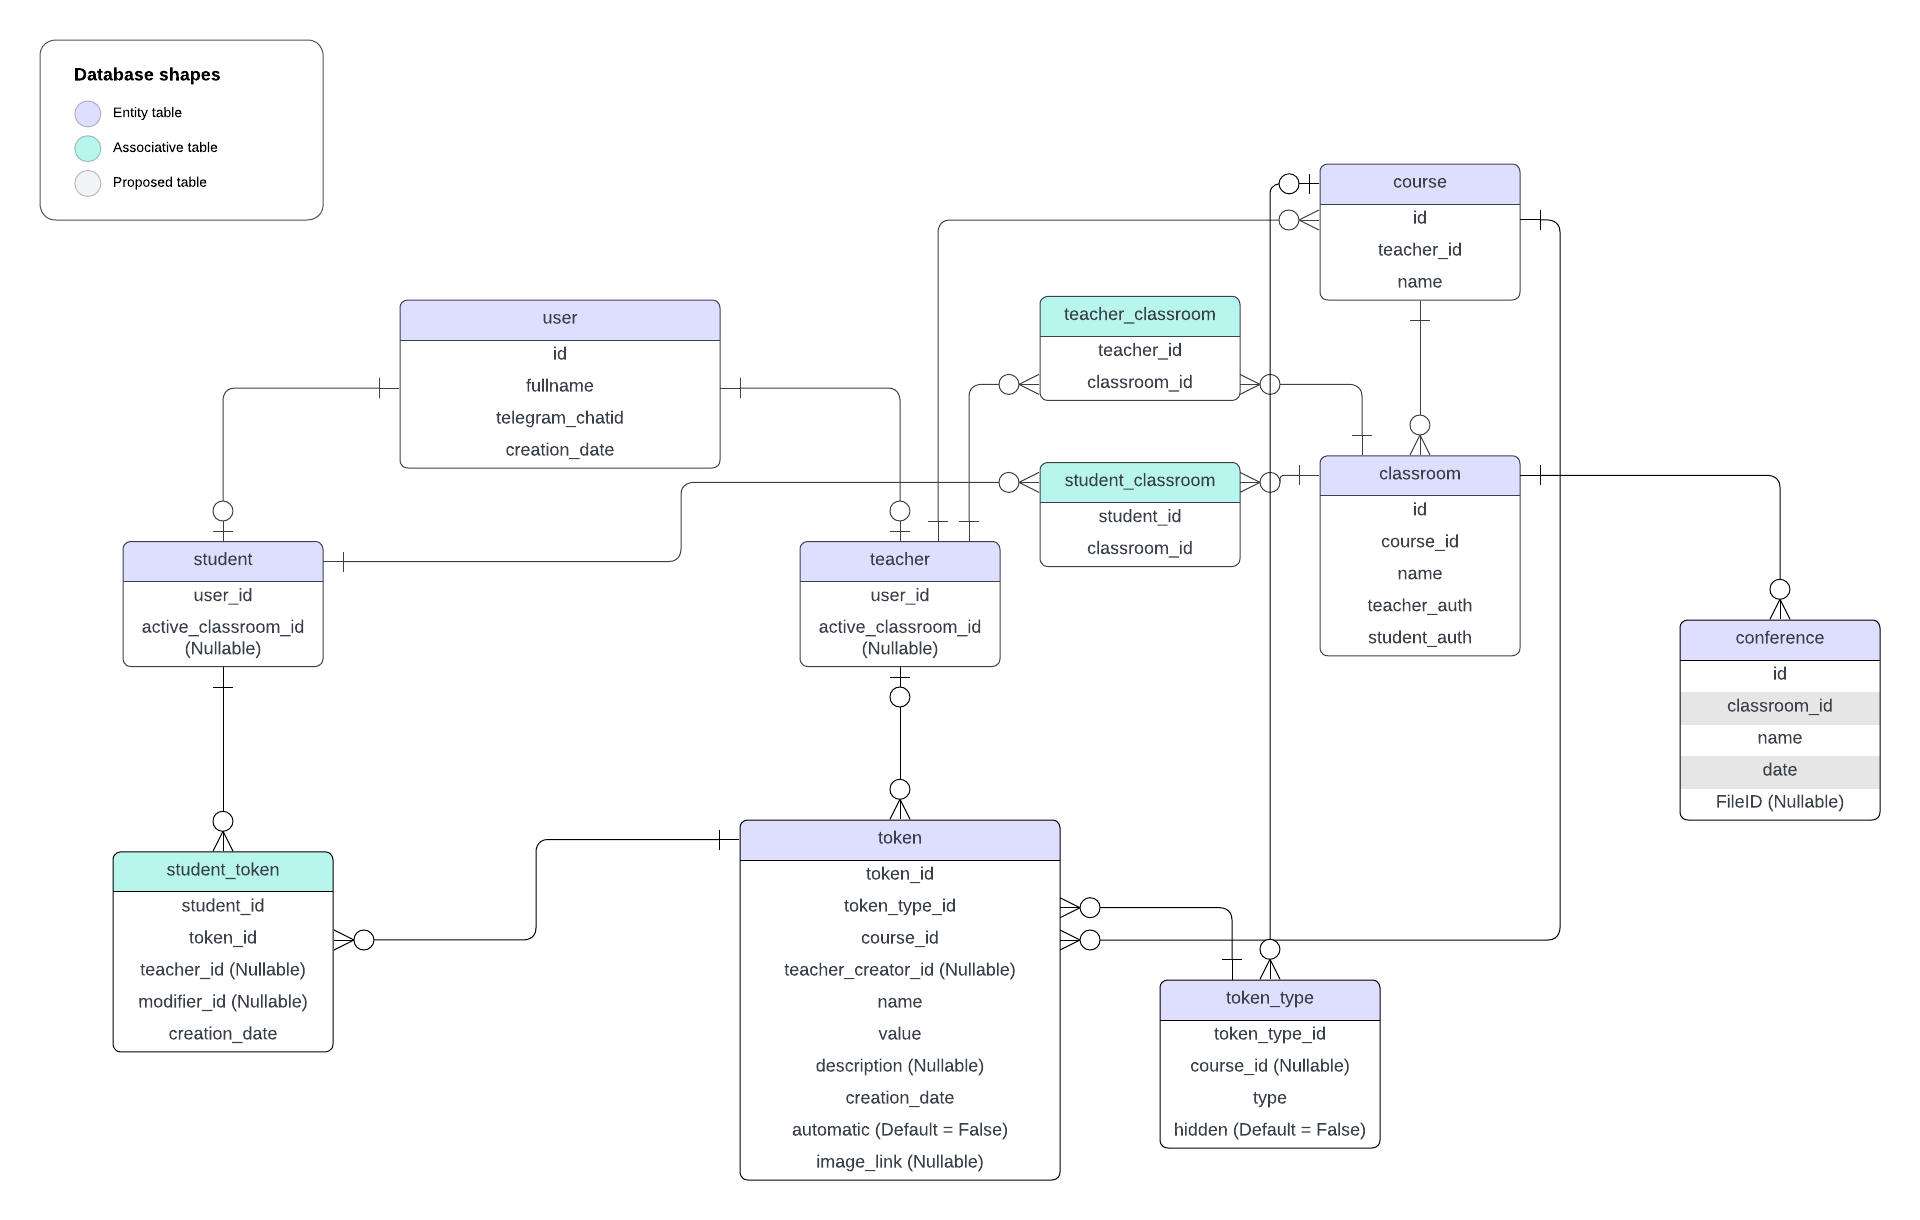 Database shapes
Entity table
Associative table
Proposed table
course
id
teacher_id
name
user
id
fullname
telegram_chatid
creation_date
teacher_classroom
teacher_id
classroom_id
student_classroom
student_id
classroom_id
classroom
id
course_id
name
teacher_auth
student_auth
student
user_id
active_classroom_id
(Nullable)
teacher
user_id
active_classroom_id
(Nullable)
conference
id
classroom_id
name
date
FileID (Nullable)
student_token
student_id
token_id
teacher_id (Nullable)
modifier_id (Nullable)
creation_date
token
token_id
token_type_id
course_id
teacher_creator_id (Nullable)
name
value
description (Nullable)
creation_date
automatic (Default = False)
image_link (Nullable)
token_type
token_type_id
course_id (Nullable)
type
hidden (Default = False)